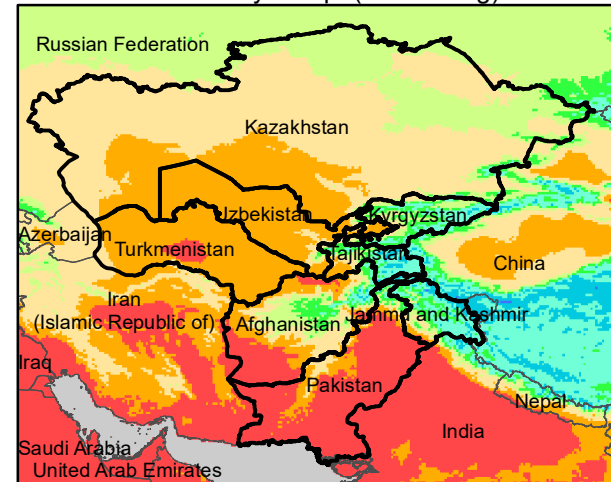 Russian Federation
Kazakhstan
Uzbekistan
Kyrgyzstan
Azerbaijan
Turkmenistan
Tajikistan
China
Iran
(Islamic Republic of)
Afghanistan
Jammu and Kashmir
Iraq
Pakistan
Nepal
India
Saudi Arabia
United Arab Emirates